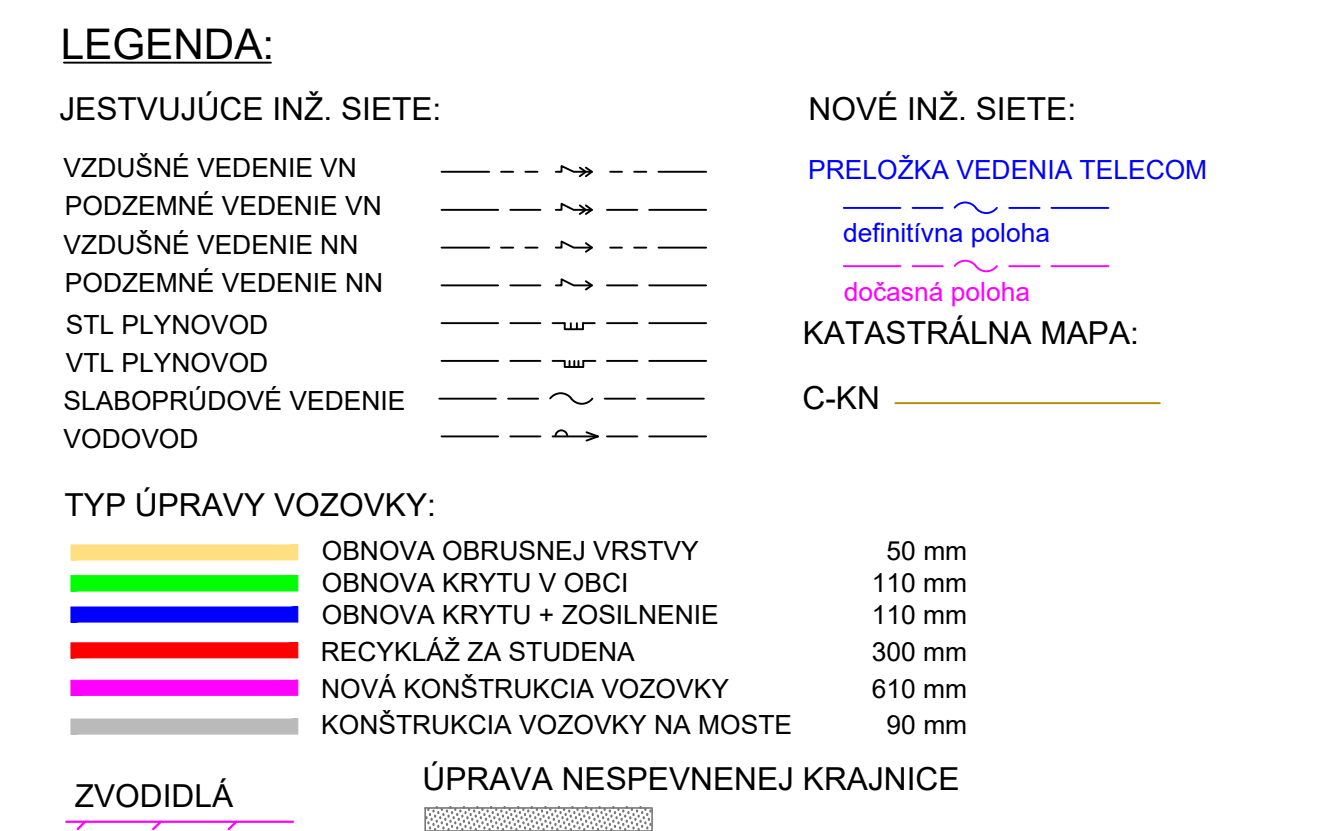 LEGENDA:
JESTVUJÚCE INŽ. SIETE:
VZDUŠNÉ VEDENIE VN
PODZEMNÉ VEDENIE VN
VZDUŠNÉ VEDENIE NN
PODZEMNÉ VEDENIE NN
STL PLYNOVOD
VTL PLYNOVOD
SLABOPRÚDOVÉ VEDENIE
VODOVOD
NOVÉ INŽ. SIETE:
PRELOŽKA VEDENIA TELECOM
definitívna poloha
dočasná poloha
KATASTRÁLNA MAPA:
C-KN
TYP ÚPRAVY VOZOVKY:
OBNOVA OBRUSNEJ VRSTVY 50 mm
OBNOVA KRYTU V OBCI 110 mm
OBNOVA KRYTU + ZOSILNENIE 110 mm
RECYKLÁŽ ZA STUDENA 300 mm
NOVÁ KONŠTRUKCIA VOZOVKY 610 mm
KONŠTRUKCIA VOZOVKY NA MOSTE 90 mm
ZVODIDLÁ
ÚPRAVA NESPEVNENEJ KRAJNICE